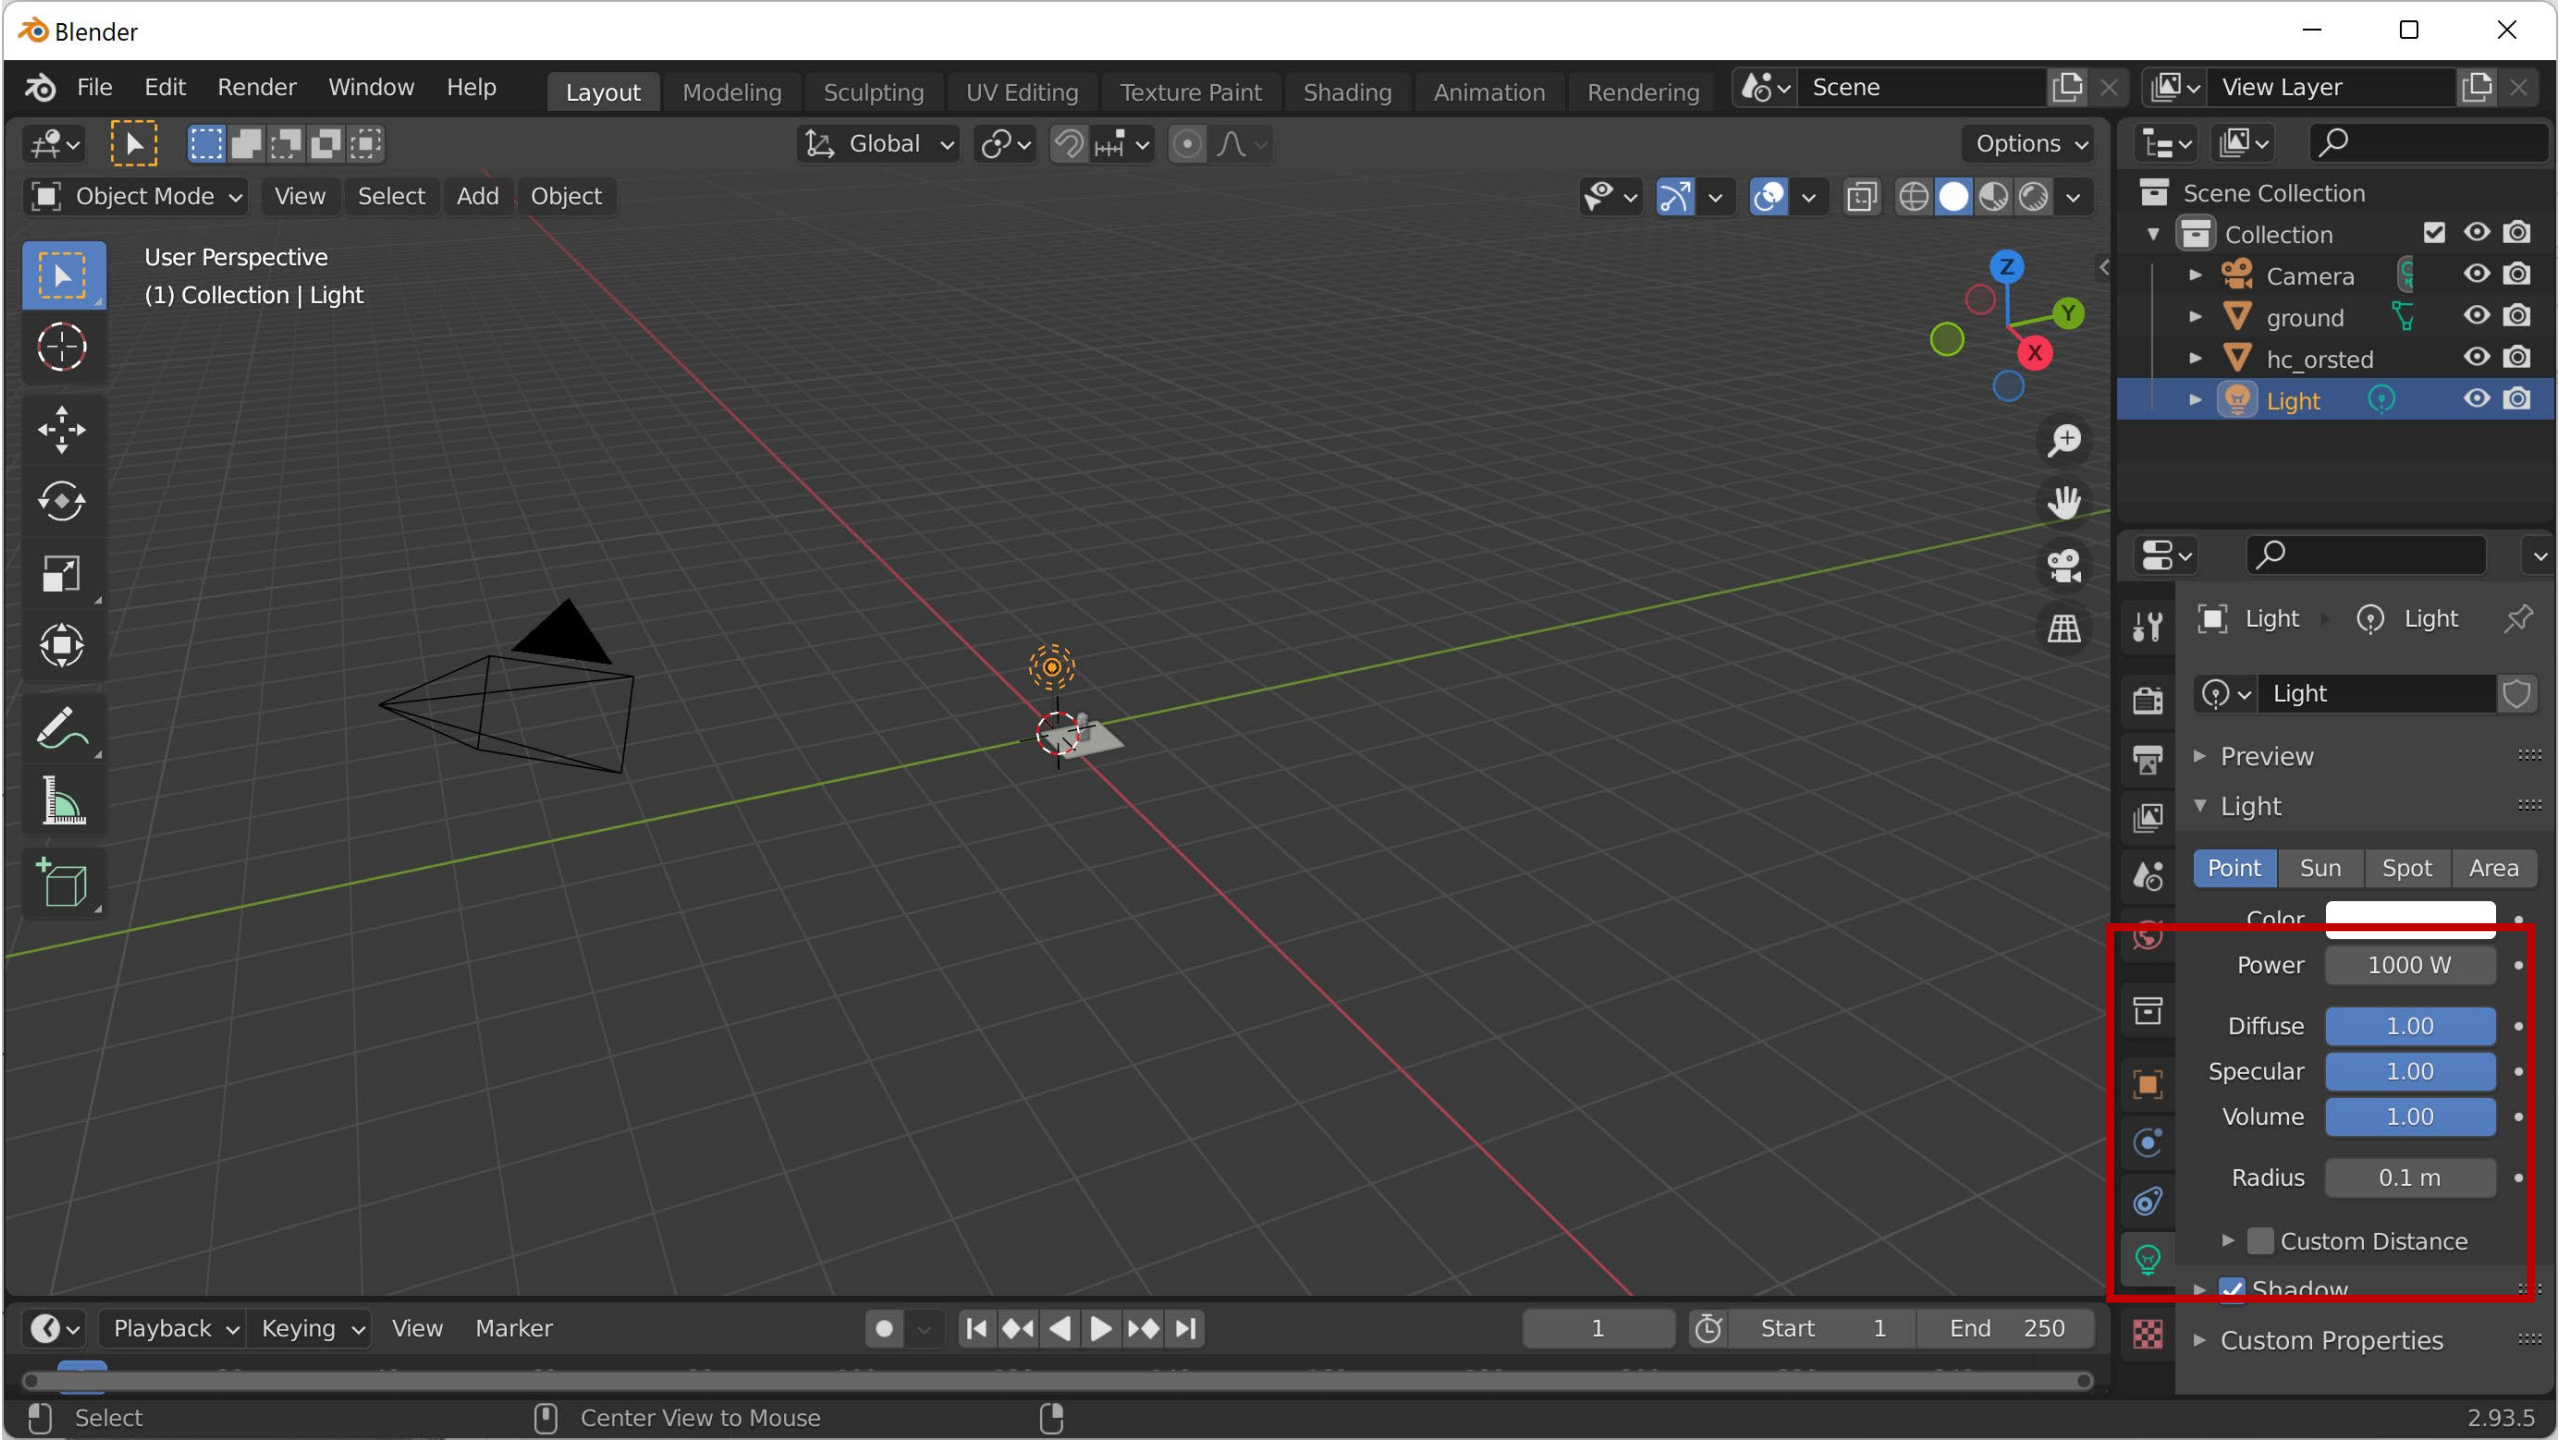 Blender
File Edit Render Window Help Layout Modeling Sculpting UV Editing Texture Paint Shading Animation Rendering Scene View Layer
Global Options
Object Mode View Select Add Object
User Perspective
(1) Collection | Light
Z
Y
X
Scene Collection
Collection
Camera
ground
hc_orsted
Light
Light Light
Light
Preview
Light
Point Sun Spot Area
Color
Power 1000 W
Diffuse 1.00
Specular 1.00
Volume 1.00
Radius 0.1 m
Custom Distance
Shadow
Custom Properties
Playback Keying View Marker 1 Start 1 End 250
Select Center View to Mouse 2.93.5